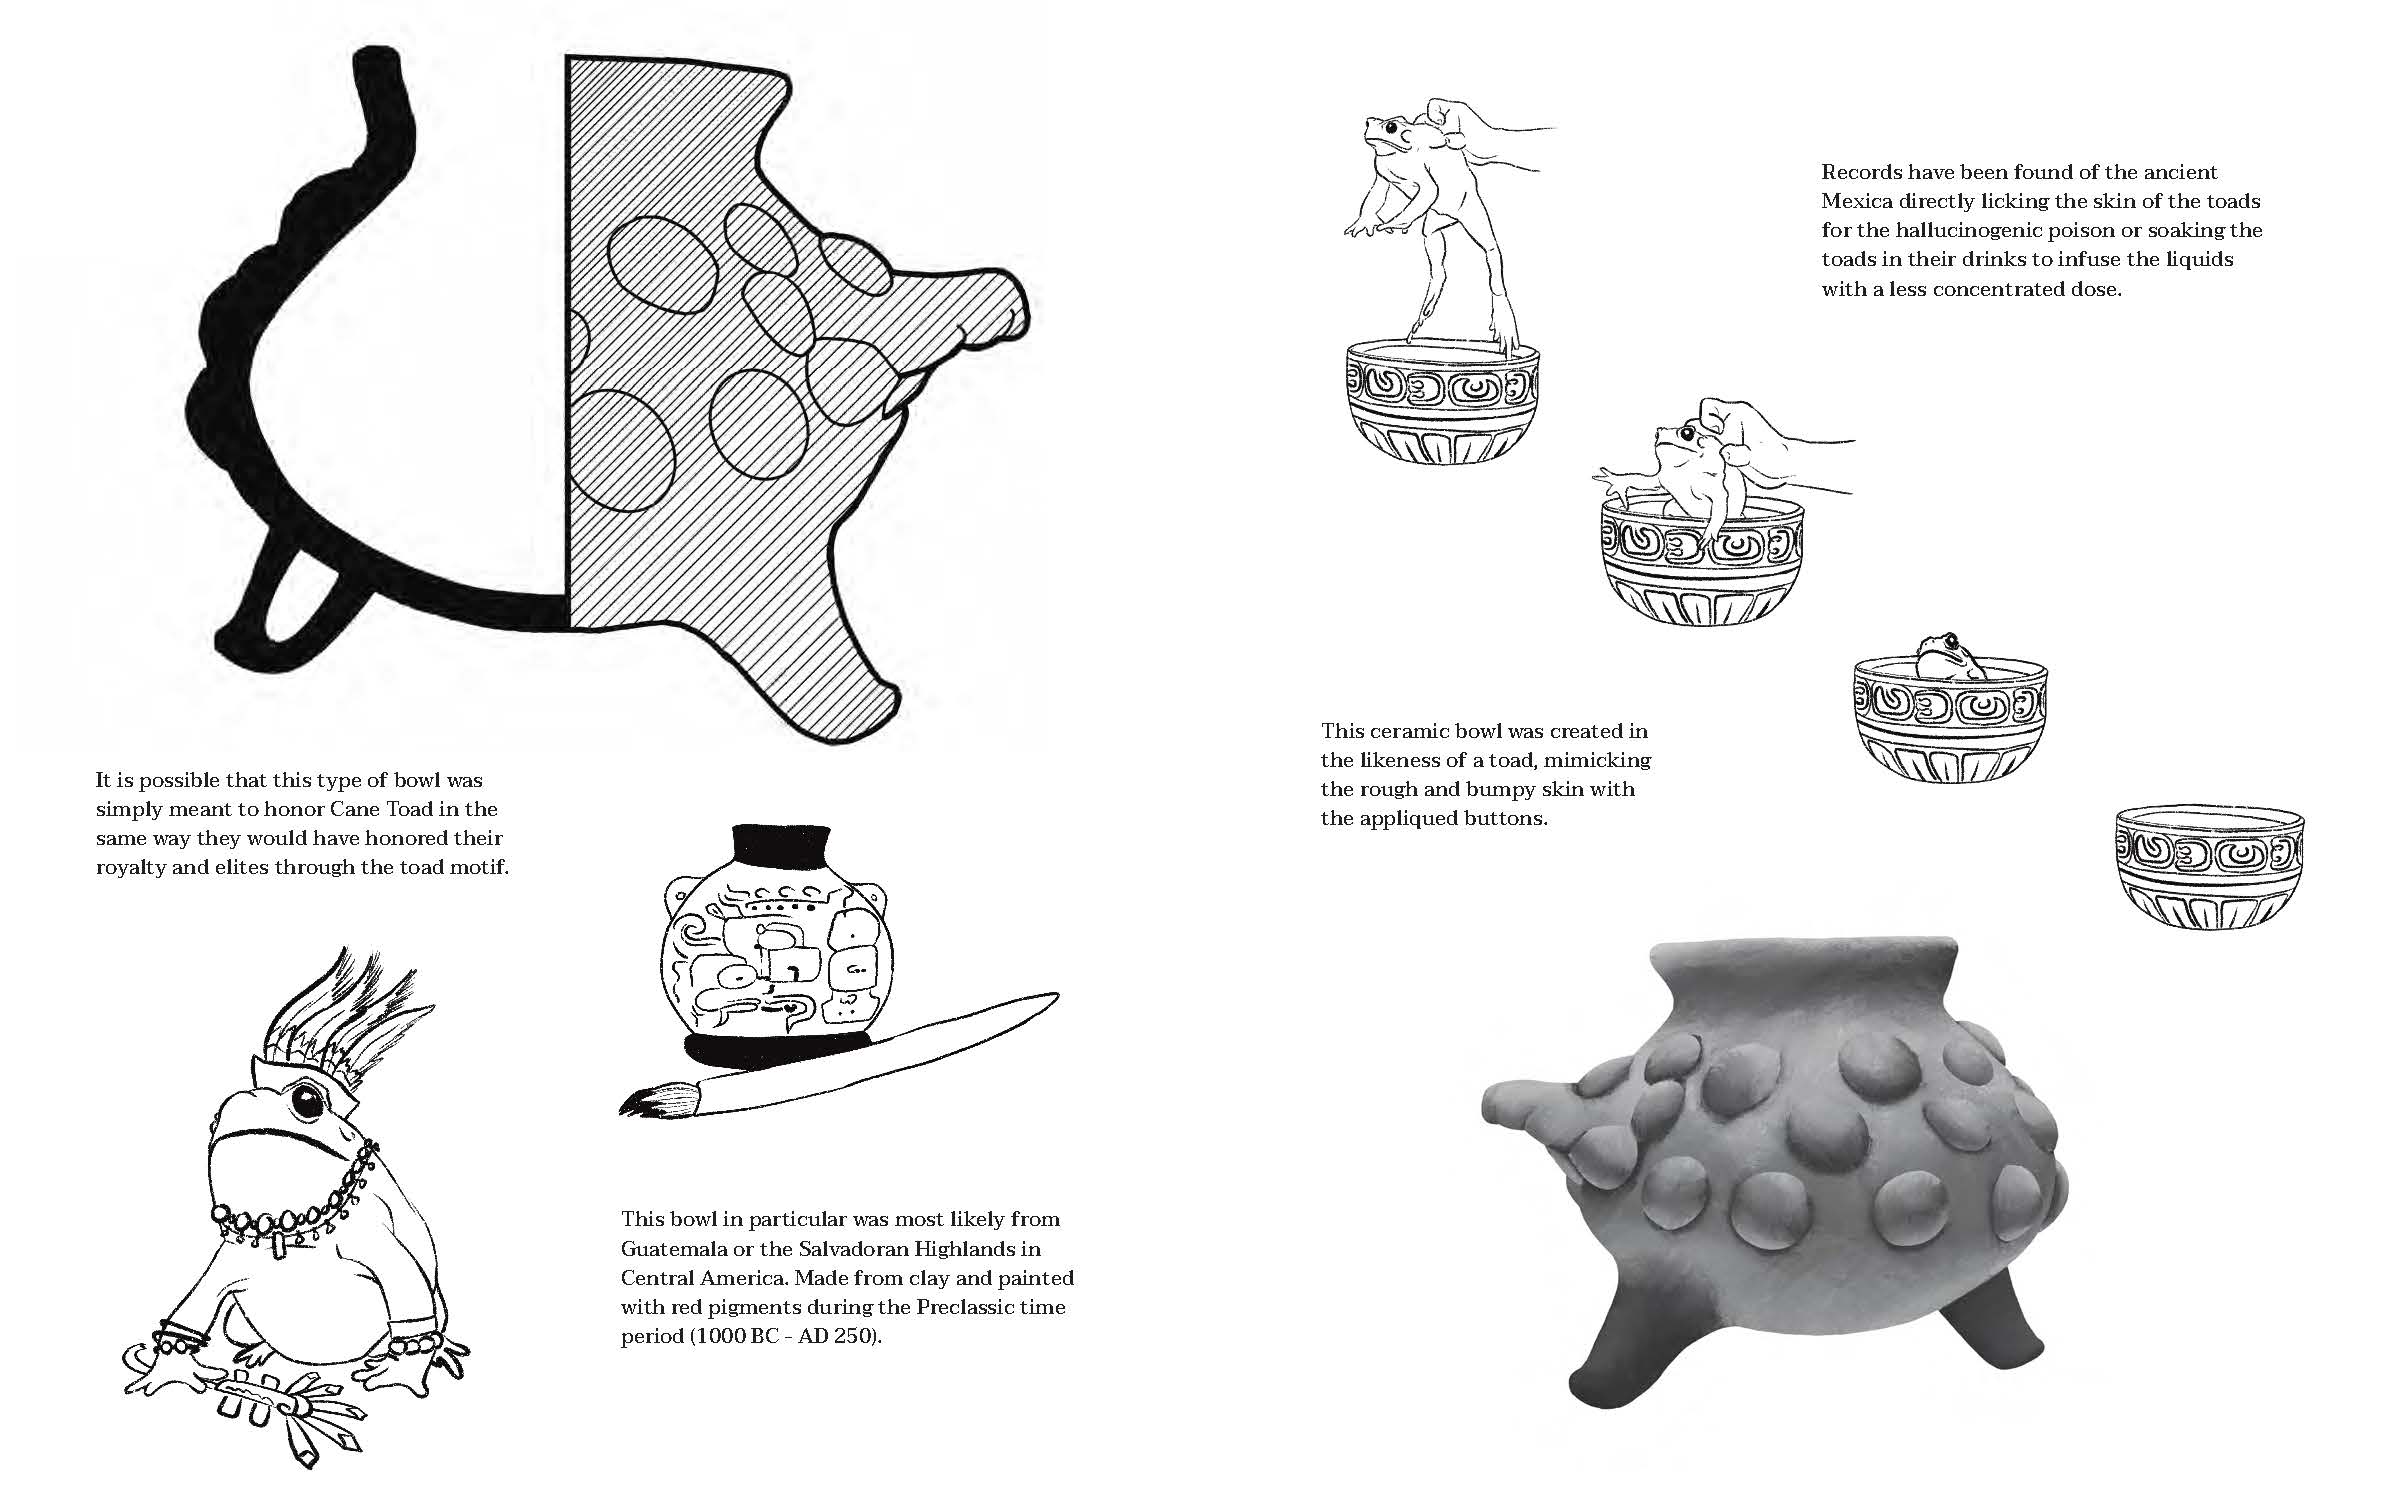 It is possible that this type of bowl was
simply meant to honor Cane Toad in the
same way they would have honored their
royalty and elites through the toad motif.
This bowl in particular was most likely from
Guatemala or the Salvadoran Highlands in
Central America. Made from clay and painted
with red pigments during the Preclassic time
period (1000 BC - AD 250).
Records have been found of the ancient
Mexica directly licking the skin of the toads
for the hallucinogenic poison or soaking the
toads in their drinks to infuse the liquids
with a less concentrated dose.
This ceramic bowl was created in
the likeness of a toad, mimicking
the rough and bumpy skin with
the appliqued buttons.